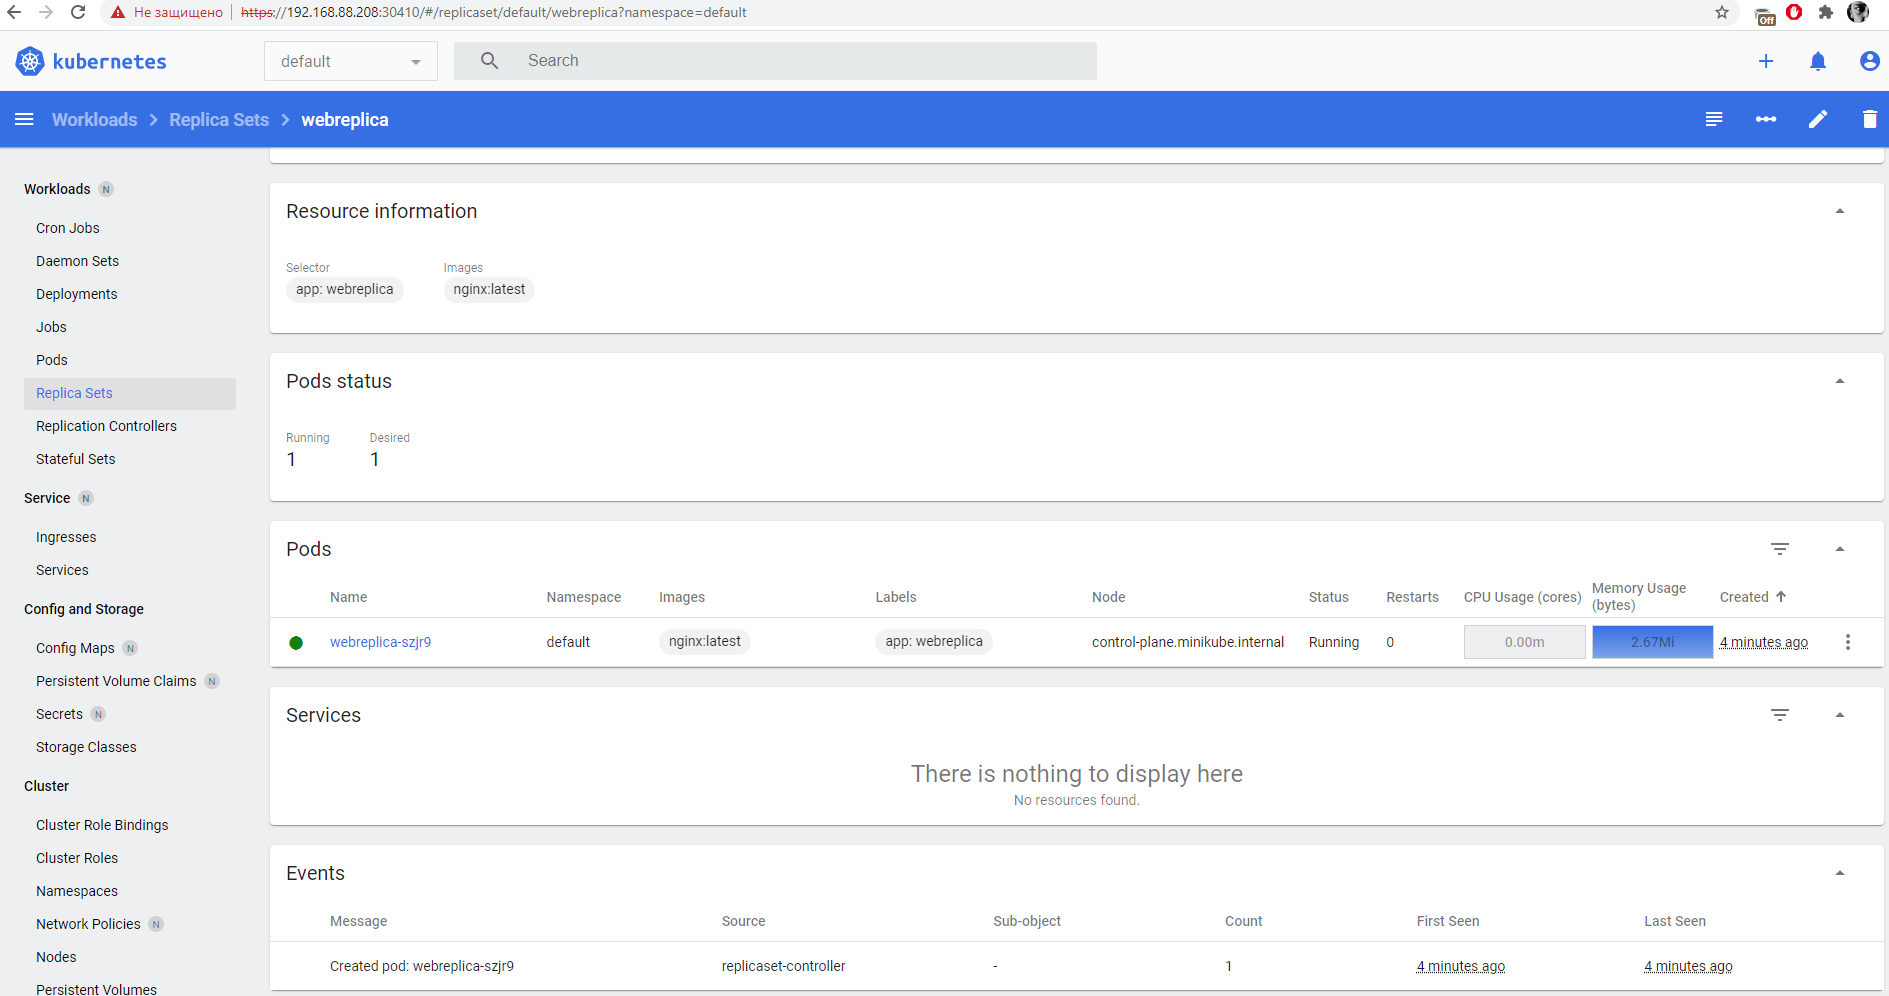 Не защищено https://192.168.88.208:30410/#/replicaset/default/webreplica?namespace=default
Off
kubernetes default Search
Workloads Replica Sets webreplica
Workloads N
Cron Jobs
Daemon Sets
Deployments
Jobs
Pods
Replica Sets
Replication Controllers
Stateful Sets
Service N
Ingresses
Services
Config and Storage
Config Maps N
Persistent Volume Claims N
Secrets N
Storage Classes
Cluster
Cluster Role Bindings
Cluster Roles
Namespaces
Network Policies N
Nodes
Persistent Volumes
Resource information
Selector Images
app: webreplica nginx:latest
Pods status
Running Desired
1 1
Pods
Name Namespace Images Labels Node Status Restarts CPU Usage (cores) Memory Usage (bytes) Created
webreplica-szjr9 default nginx:latest app: webreplica control-plane.minikube.internal Running 0 0.00m 2.67Mi 4 minutes ago
Services
There is nothing to display here
No resources found.
Events
Message Source Sub-object Count First Seen Last Seen
Created pod: webreplica-szjr9 replicaset-controller - 1 4 minutes ago 4 minutes ago